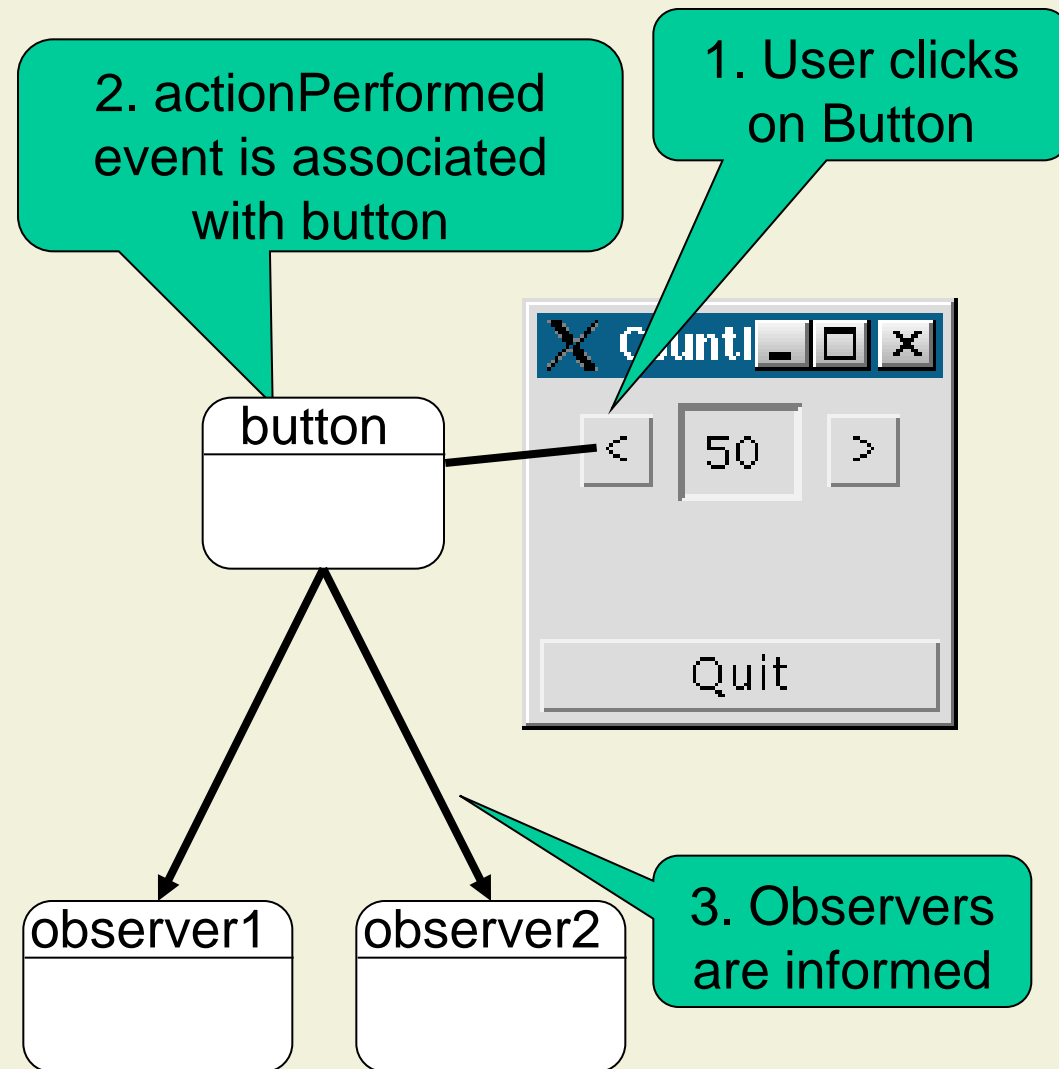 1. User clicks
on Button
2. actionPerformed
event is associated
with button
button
< 50 >
Quit
observer1
observer2
3. Observers
are informed